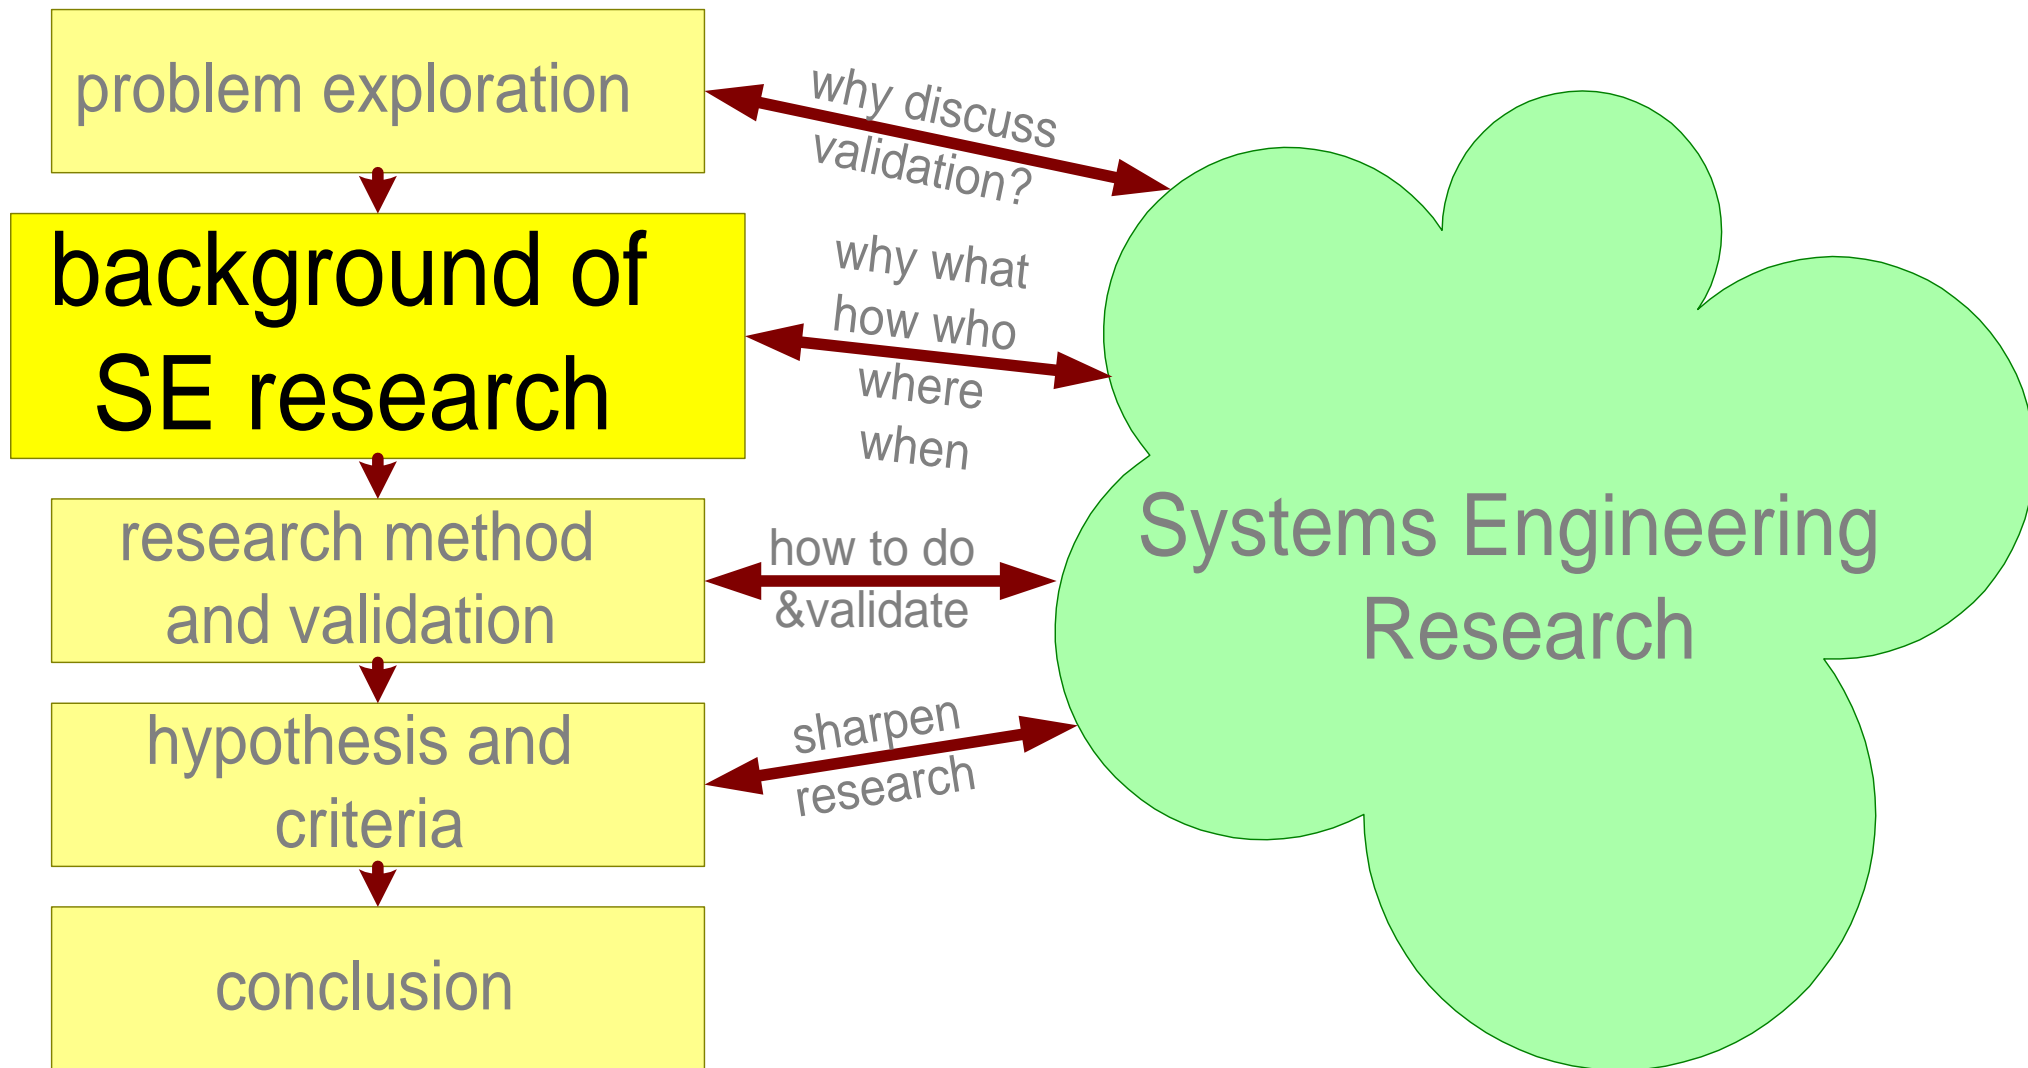 problem exploration
why discuss
validation?
background of
SE research
why what
how who
where
when
research method
and validation
how to do
&validate
Systems Engineering
Research
hypothesis and
criteria
sharpen
research
conclusion